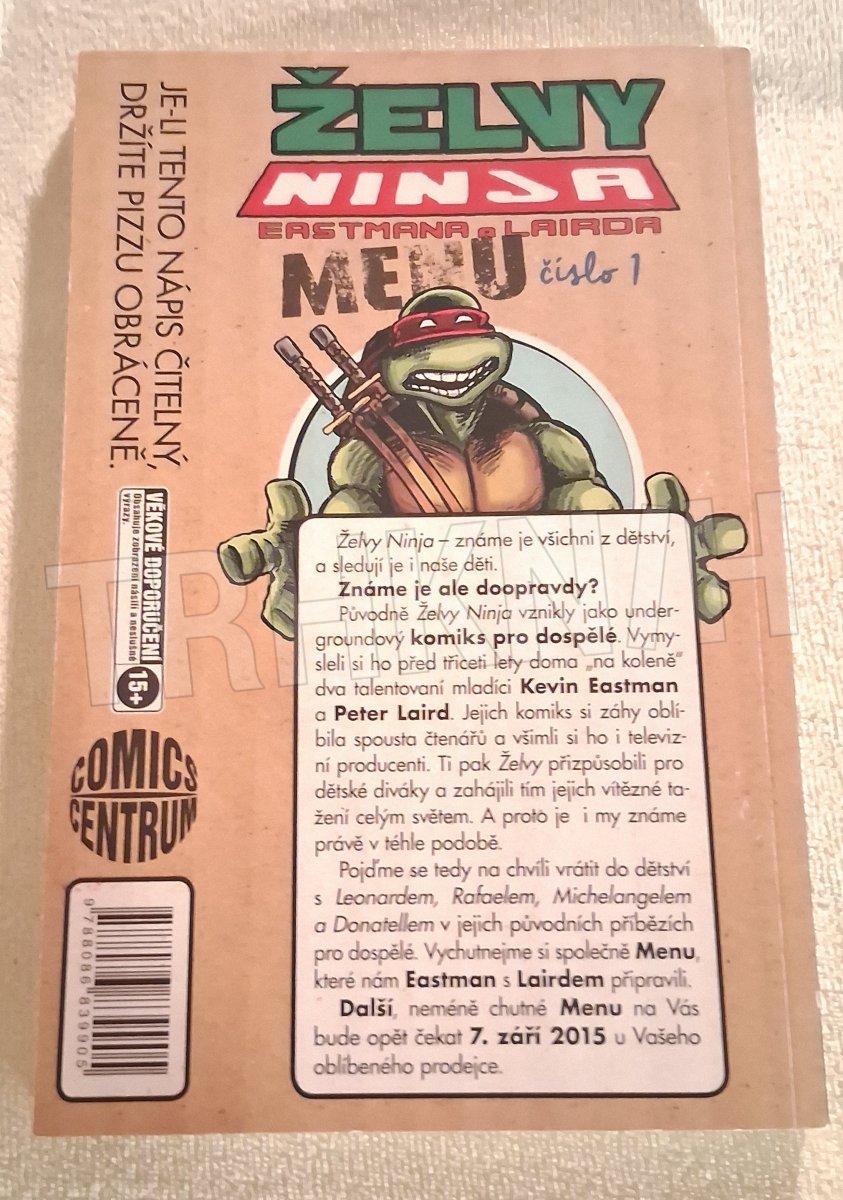 ŽELVY
NINJA
EASTMANA a LAIRDA
MENU číslo 1
JE-LI TENTO NÁPIS ČITELNÝ,
DRŽÍTE PIZZU OBRÁCENĚ.
VĚKOVÉ DOPORUČENÍ
Obsahuje zobrazení násilí a neslušné
výrazy.
15+
COMICS
CENTRUM
9788086839905
Želvy Ninja – známe je všichni z dětství,
a sledují je i naše děti.
Známe je ale doopravdy?
Původně Želvy Ninja vznikly jako under-
groundový komiks pro dospělé. Vymy-
sleli si ho před třiceti lety doma „na koleně“
dva talentovaní mladíci Kevin Eastman
a Peter Laird. Jejich komiks si záhy oblí-
bila spousta čtenářů a všimli si ho i televiz-
ní producenti. Ti pak Želvy přizpůsobili pro
dětské diváky a zahájili tím jejich vítězné ta-
žení celým světem. A proto je i my známe
právě v téhle podobě.
Pojďme se tedy na chvíli vrátit do dětství
s Leonardem, Rafaelem, Michelangelem
a Donatellem v jejich původních příbězích
pro dospělé. Vychutnejme si společně Menu,
které nám Eastman s Lairdem připravili.
Další, neméně chutné Menu na Vás
bude opět čekat 7. září 2015 u Vašeho
oblíbeného prodejce.